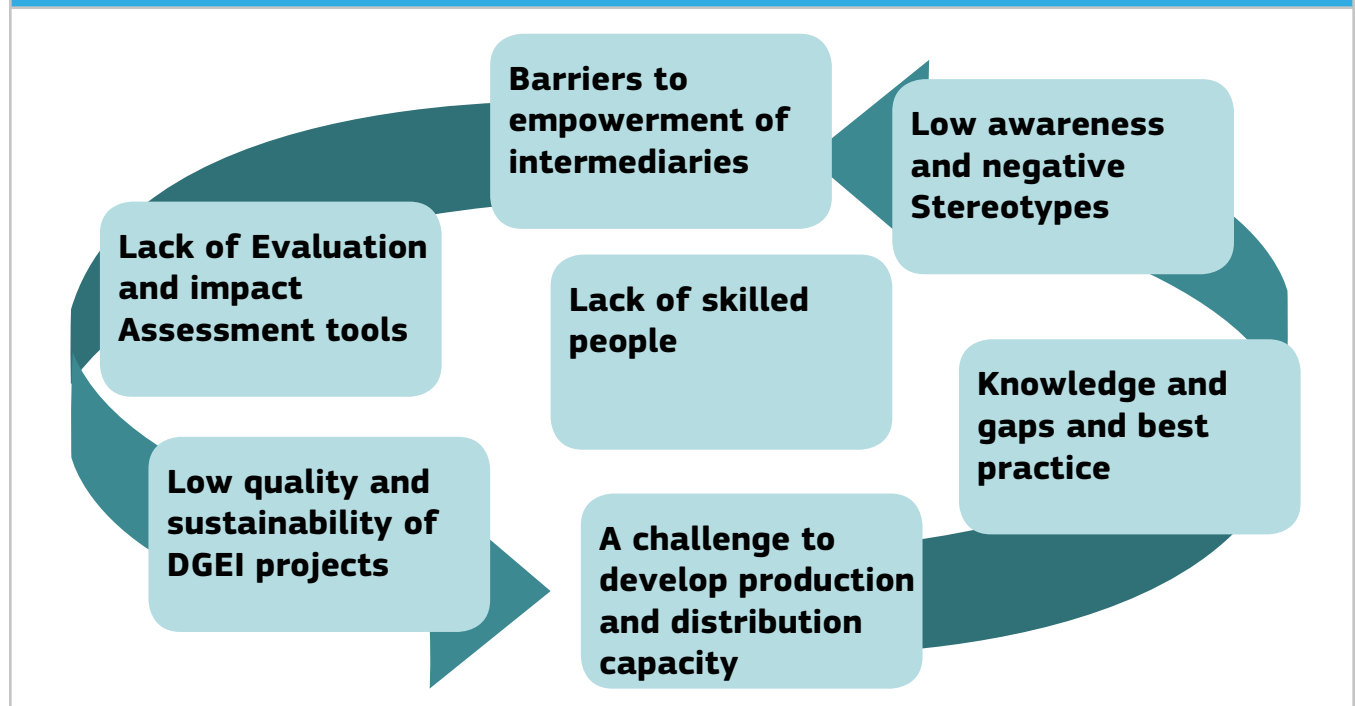 Barriers to
empowerment of
intermediaries
Low awareness
and negative
Stereotypes
Lack of Evaluation
and impact
Assessment tools
Lack of skilled
people
Knowledge and
gaps and best
practice
Low quality and
sustainability of
DGEI projects
A challenge to
develop production
and distribution
capacity